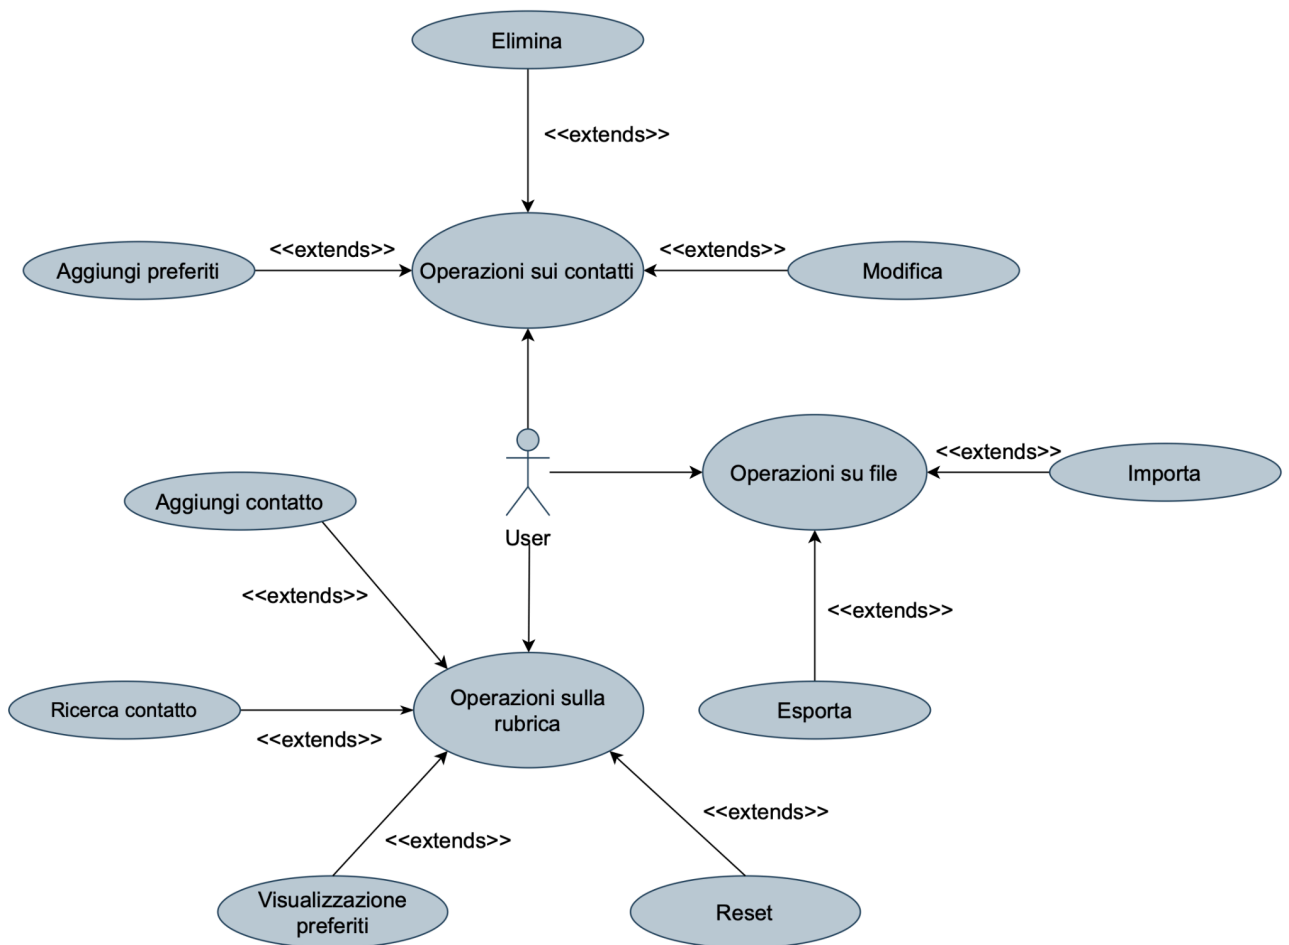 Elimina
<<extends>>
<<extends>>
<<extends>>
Aggiungi preferiti
Operazioni sui contatti
Modifica
<<extends>>
Operazioni su file
Importa
Aggiungi contatto
User
<<extends>>
<<extends>>
Operazioni sulla
rubrica
Ricerca contatto
Esporta
<<extends>>
<<extends>>
<<extends>>
Visualizzazione
preferiti
Reset